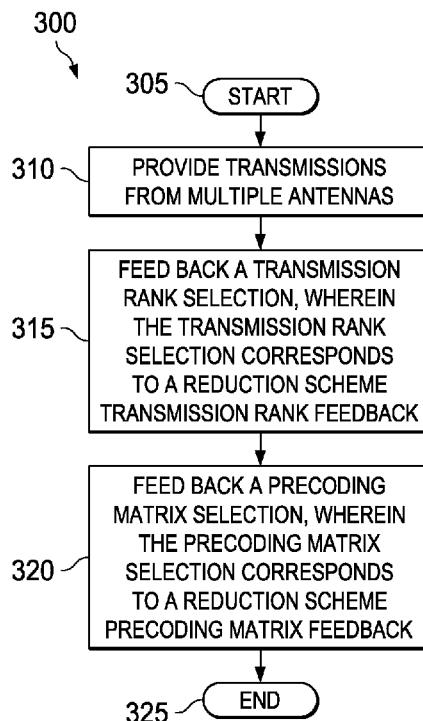 300
305
START
310
PROVIDE TRANSMISSIONS
FROM MULTIPLE ANTENNAS
315
FEED BACK A TRANSMISSION
RANK SELECTION, WHEREIN
THE TRANSMISSION RANK
SELECTION CORRESPONDS
TO A REDUCTION SCHEME
TRANSMISSION RANK FEEDBACK
320
FEED BACK A PRECODING
MATRIX SELECTION, WHEREIN
THE PRECODING MATRIX
SELECTION CORRESPONDS
TO A REDUCTION SCHEME
PRECODING MATRIX FEEDBACK
325
END